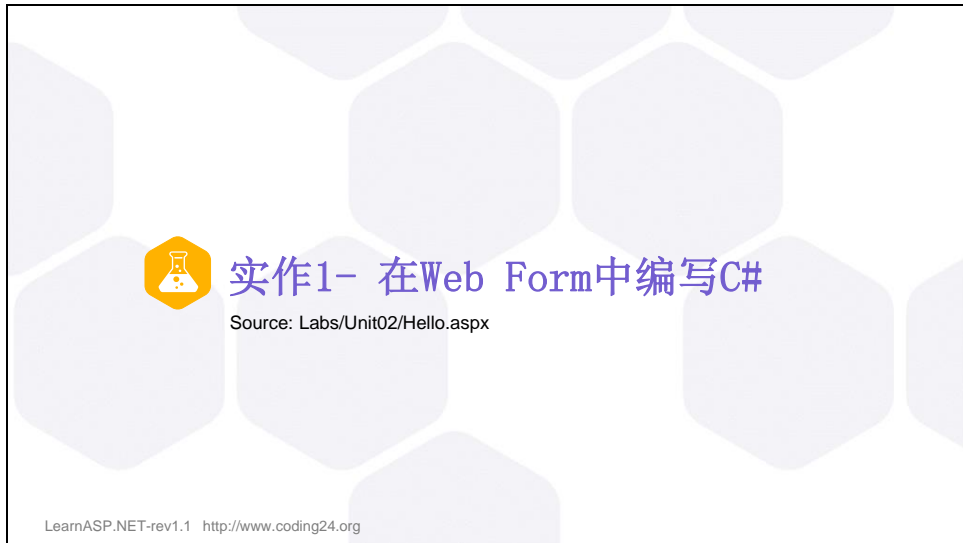 实作1- 在Web Form中编写C#
Source: Labs/Unit02/Hello.aspx
LearnASP.NET-rev1.1 http://www.coding24.org